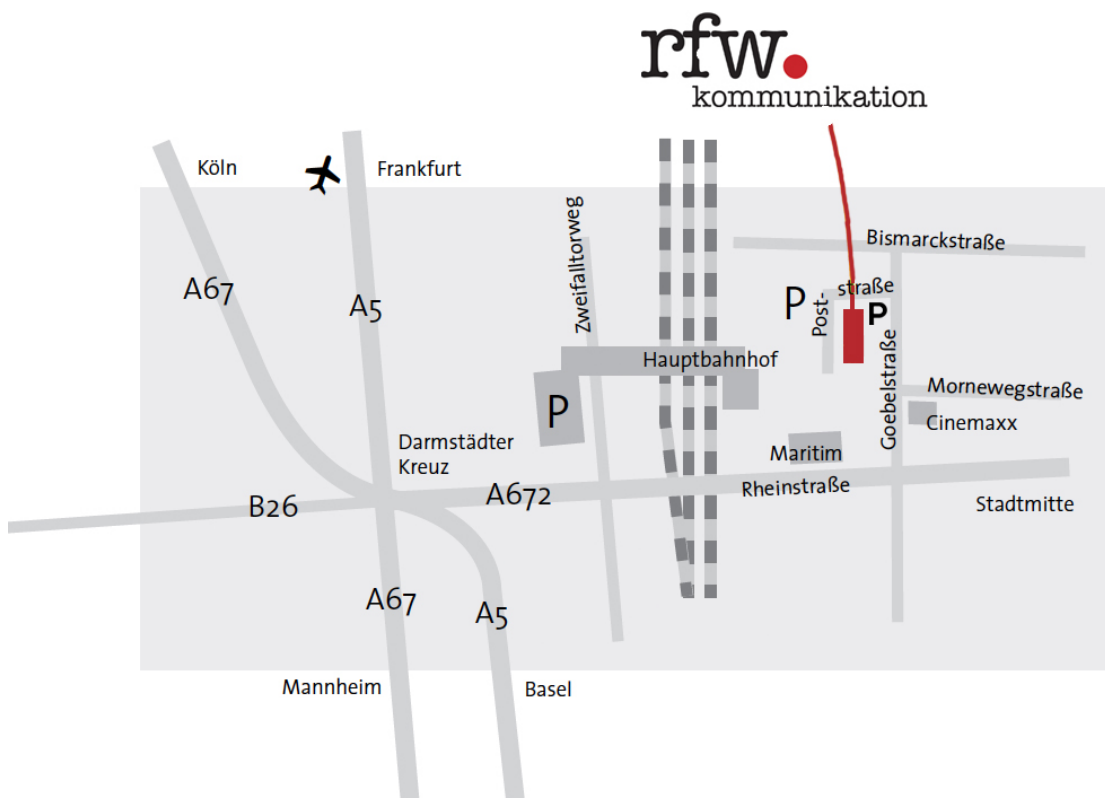 rfw.
kommunikation
Köln
Frankfurt
Zweifalltorweg
Bismarckstraße
A67
A5
P
Post-
straße
P
Hauptbahnhof
Goebelstraße
Mornewegstraße
P
Cinemaxx
Darmstädter
Kreuz
Maritim
A672
Rheinstraße
B26
Stadtmitte
A67
A5
Mannheim
Basel